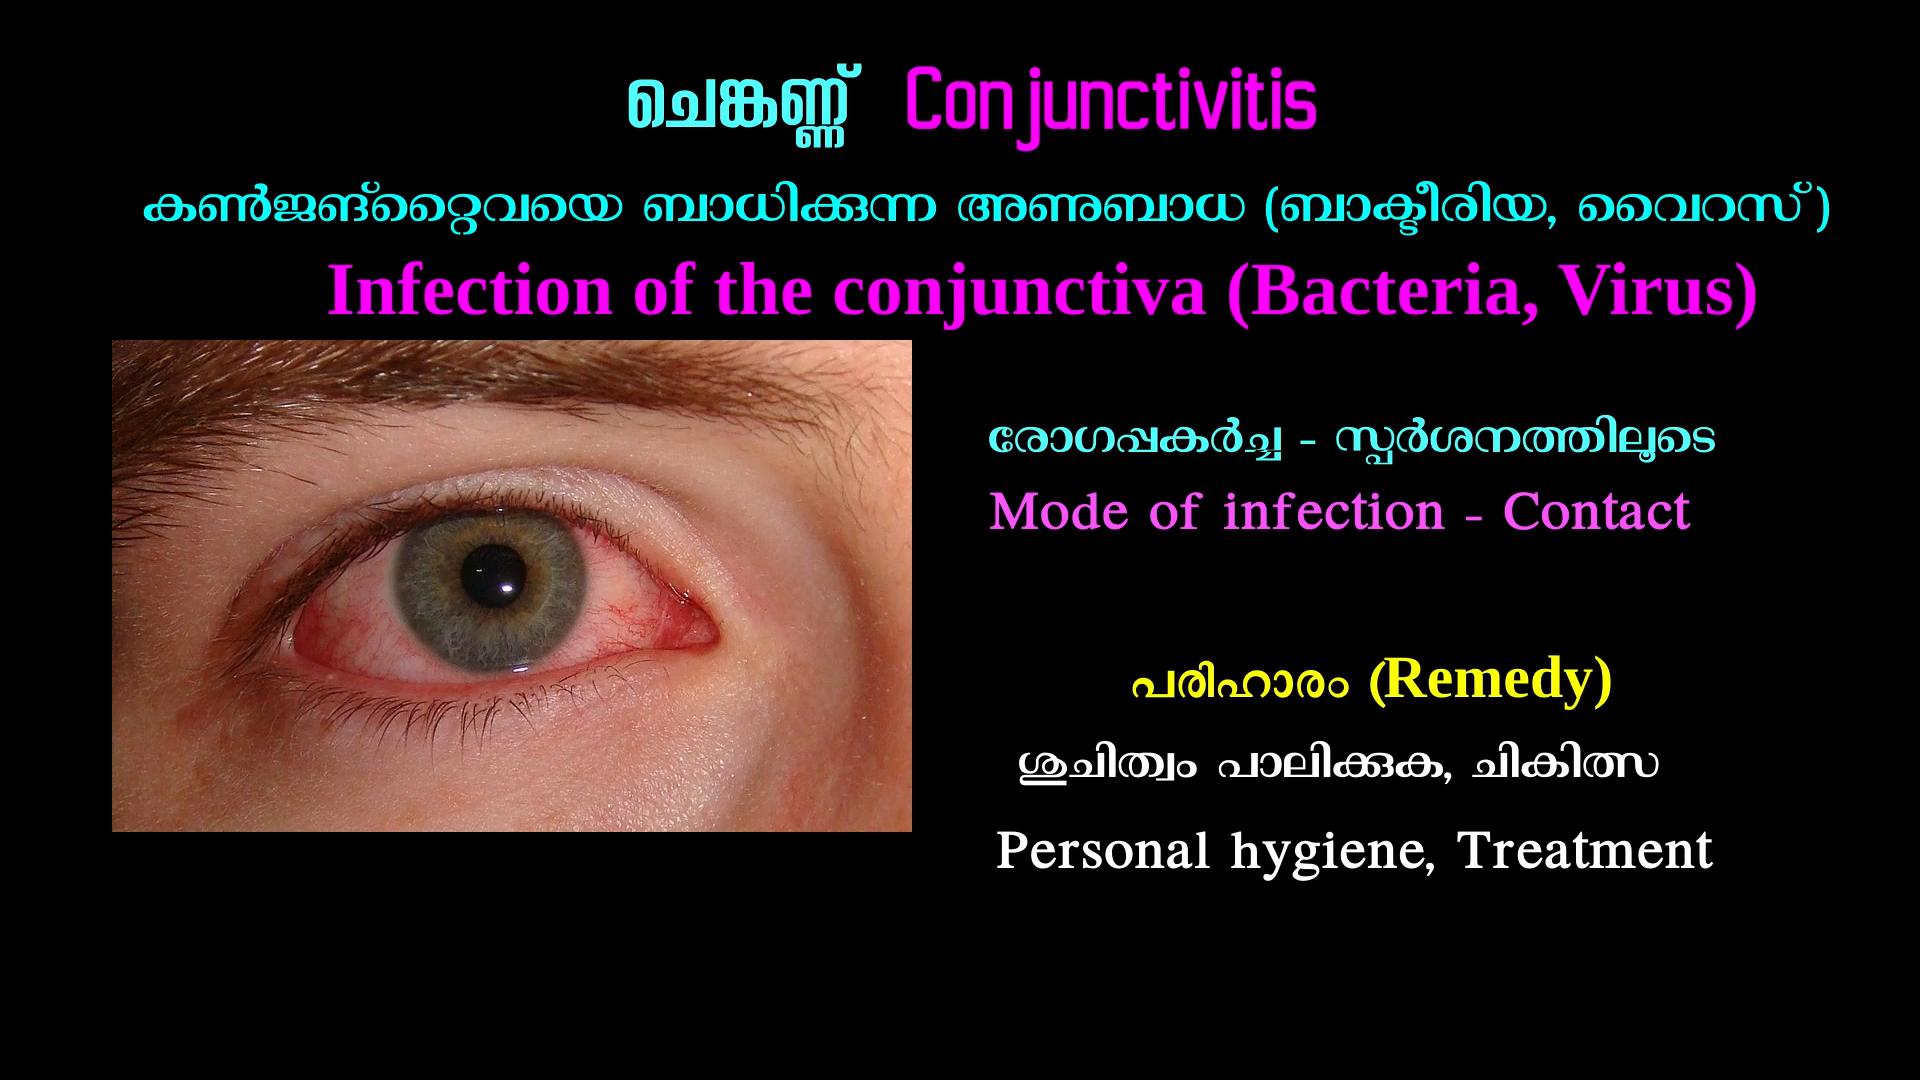 ചെങ്കണ്ണ് Conjunctivitis
കൺജങ്റ്റൈവയെ ബാധിക്കുന്ന അണുബാധ (ബാക്ടീരിയ, വൈറസ്)
Infection of the conjunctiva (Bacteria, Virus)
രോഗപ്പകർച്ച - സ്പർശനത്തിലൂടെ
Mode of infection - Contact
പരിഹാരം (Remedy)
ശുചിത്വം പാലിക്കുക, ചികിത്സ
Personal hygiene, Treatment